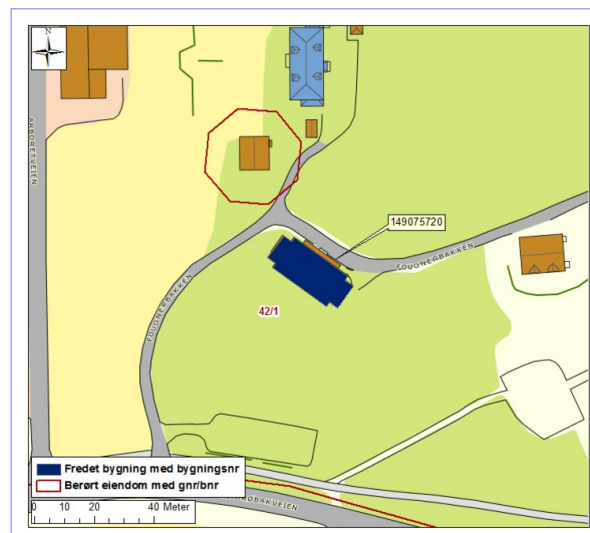 N
ARBORETVEIEN
149075720
FOUGNERBAKKEN
42/1
FOUGNERBAKKEN
Fredet bygning med bygningsnr
Berørt eiendom med gnr/bnr
0 10 20 40 Meter